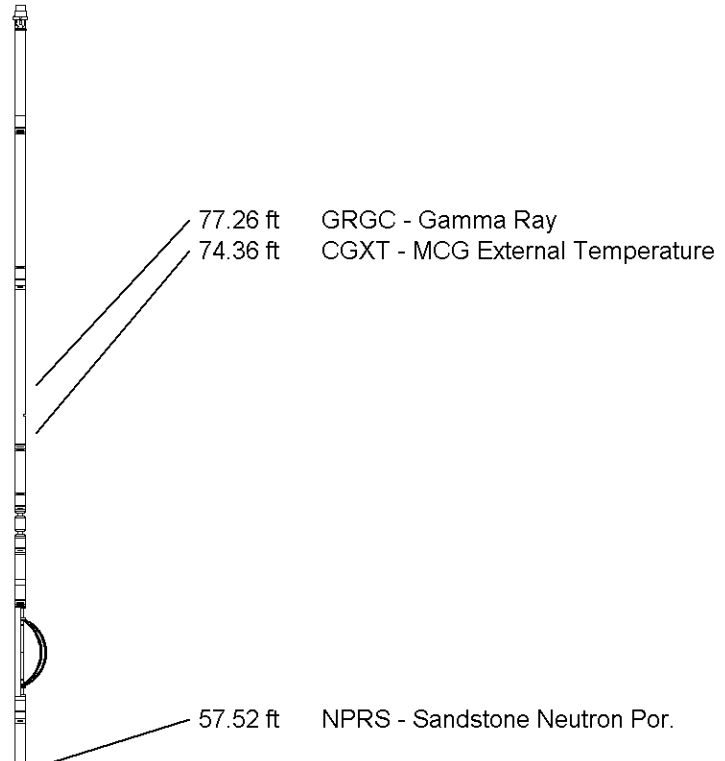 77.26 ft GRGC - Gamma Ray
74.36 ft CGXT - MCG External Temperature
57.52 ft NPRS - Sandstone Neutron Por.